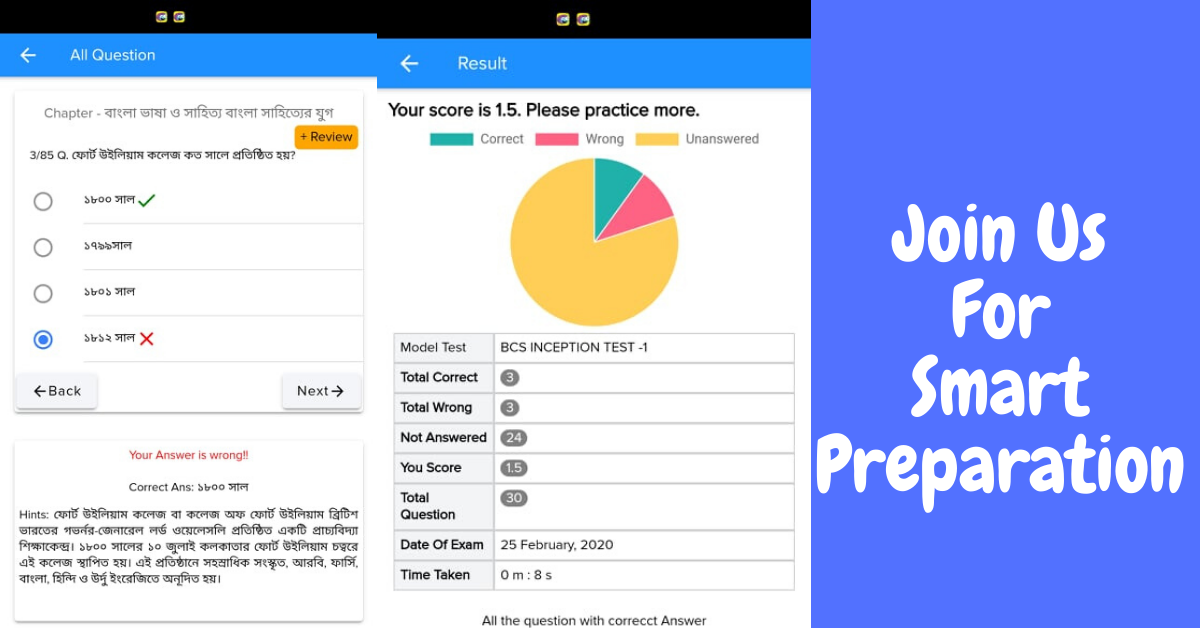 All Question
Chapter - বাংলা ভাষা ও সাহিত্য বাংলা সাহিত্যের যুগ
+ Review
3/85 Q. ফোর্ট উইলিয়াম কলেজ কত সালে প্রতিষ্ঠিত হয়?
১৮০০ সাল
১৭৯৯সাল
১৮০১ সাল
১৮১২ সাল
Back
Next
Your Answer is wrong!!
Correct Ans: ১৮০০ সাল
Hints: ফোর্ট উইলিয়াম কলেজ বা কলেজ অফ ফোর্ট উইলিয়াম ব্রিটিশ
ভারতের গভর্নর-জেনারেল লর্ড ওয়েলেসলি প্রতিষ্ঠিত একটি প্রাচ্যবিদ্যা
শিক্ষাকেন্দ্র। ১৮০০ সালের ১০ জুলাই কলকাতার ফোর্ট উইলিয়াম চত্বরে
এই কলেজ স্থাপিত হয়। এই প্রতিষ্ঠানে সহস্রাধিক সংস্কৃত, আরবি, ফার্সি,
বাংলা, হিন্দি ও উর্দু ইংরেজিতে অনূদিত হয়।
Result
Your score is 1.5. Please practice more.
Correct Wrong Unanswered
Model Test BCS INCEPTION TEST -1
Total Correct 3
Total Wrong 3
Not Answered 24
You Score 1.5
Total
Question 30
Date Of Exam 25 February, 2020
Time Taken 0 m : 8 s
All the question with correcct Answer
Join Us
For
Smart
Preparation